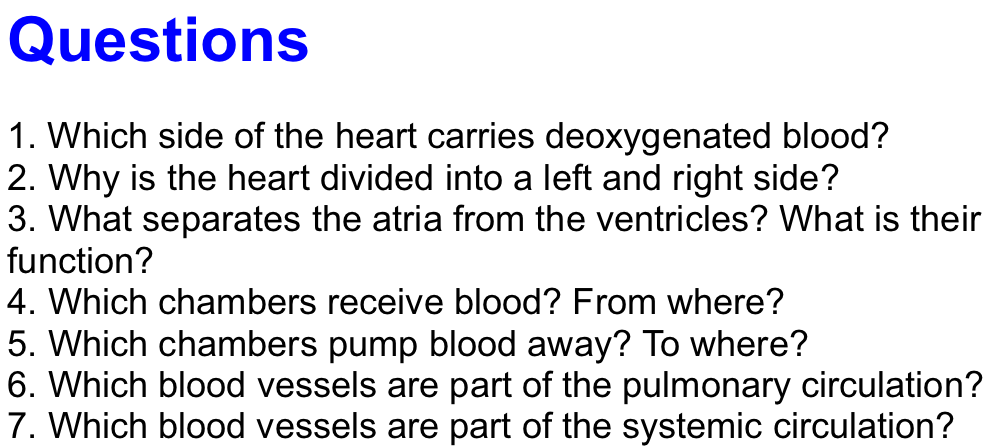 Questions
1. Which side of the heart carries deoxygenated blood?
2. Why is the heart divided into a left and right side?
3. What separates the atria from the ventricles? What is their
function?
4. Which chambers receive blood? From where?
5. Which chambers pump blood away? To where?
6. Which blood vessels are part of the pulmonary circulation?
7. Which blood vessels are part of the systemic circulation?